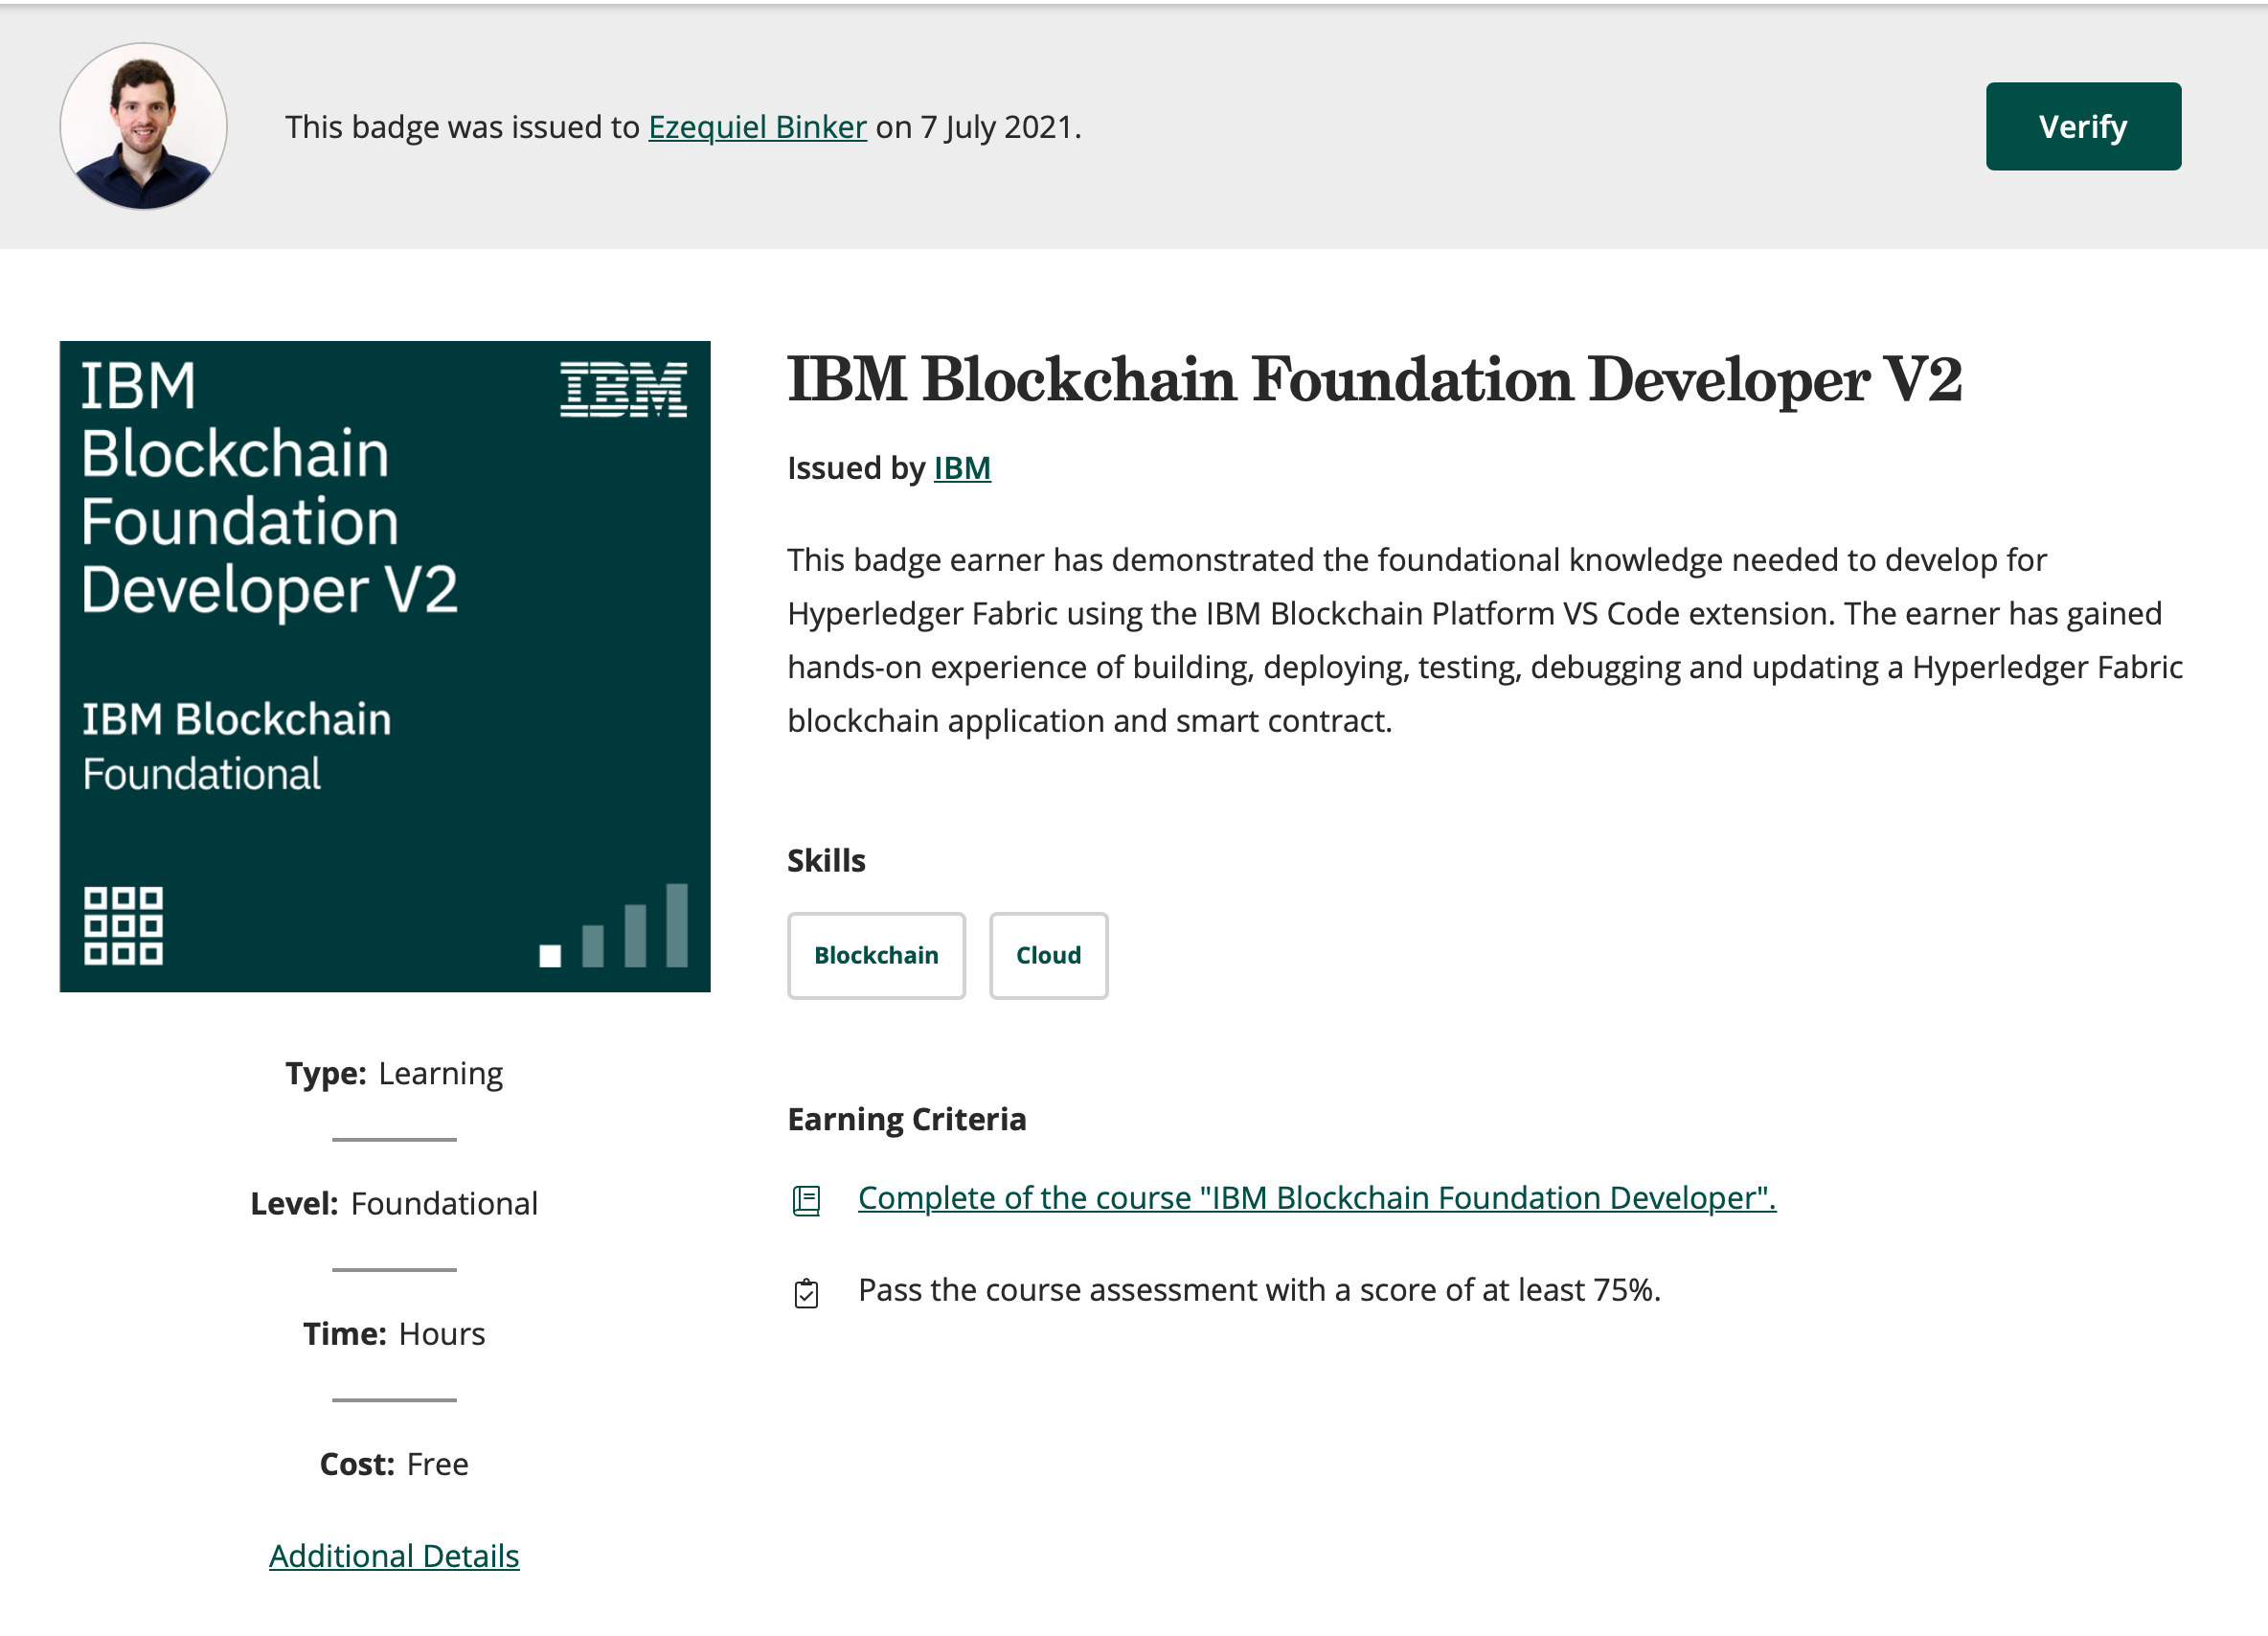 This badge was issued to Ezequiel Binker on 7 July 2021.
Verify
IBM
Blockchain
Foundation
Developer V2
IBM
IBM Blockchain
Foundational
Type: Learning
Level: Foundational
Time: Hours
Cost: Free
Additional Details
IBM Blockchain Foundation Developer V2
Issued by IBM
This badge earner has demonstrated the foundational knowledge needed to develop for
Hyperledger Fabric using the IBM Blockchain Platform VS Code extension. The earner has gained
hands-on experience of building, deploying, testing, debugging and updating a Hyperledger Fabric
blockchain application and smart contract.
Skills
Blockchain
Cloud
Earning Criteria
Complete of the course "IBM Blockchain Foundation Developer".
Pass the course assessment with a score of at least 75%.